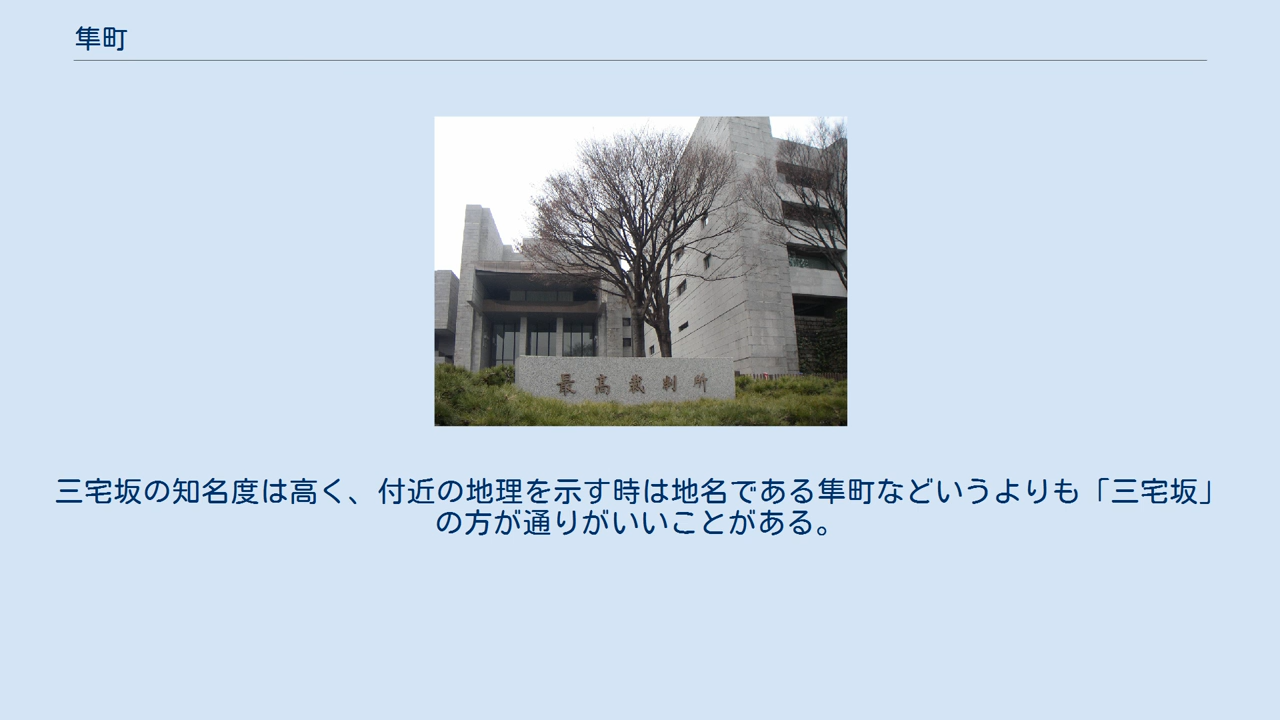 隼町
最高裁判所
三宅坂の知名度は高く、付近の地理を示す時は地名である隼町などいうよりも「三宅坂」
の方が通りがいいことがある。